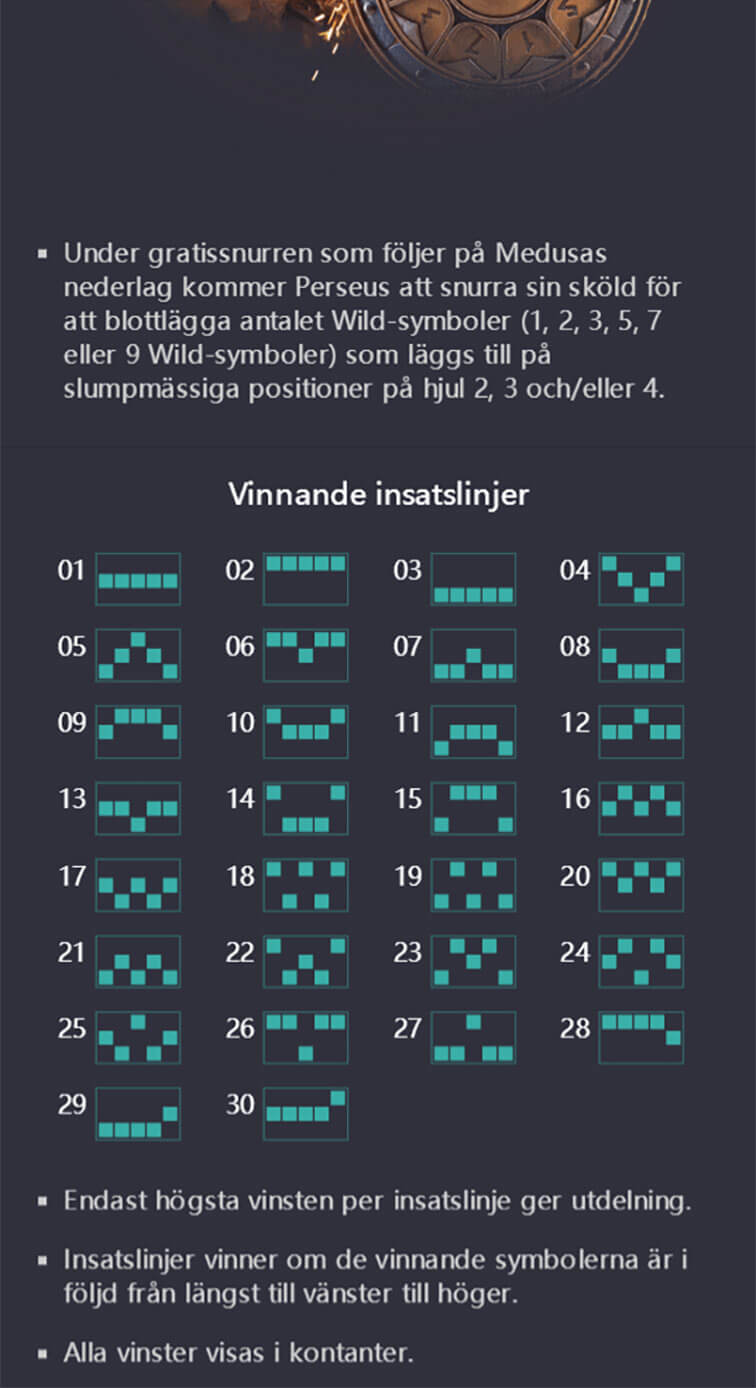 Under gratissnurren som följer på Medusas
nederlag kommer Perseus att snurra sin sköld för
att blottlägga antalet Wild-symboler (1, 2, 3, 5, 7
eller 9 Wild-symboler) som läggs till på
slumpmässiga positioner på hjul 2, 3 och/eller 4.
Vinnande insatslinjer
01 02 03 04
05 06 07 08
09 10 11 12
13 14 15 16
17 18 19 20
21 22 23 24
25 26 27 28
29 30
Endast högsta vinsten per insatslinje ger utdelning.
Insatslinjer vinner om de vinnande symbolerna är i
följd från längst till vänster till höger.
Alla vinster visas i kontanter.